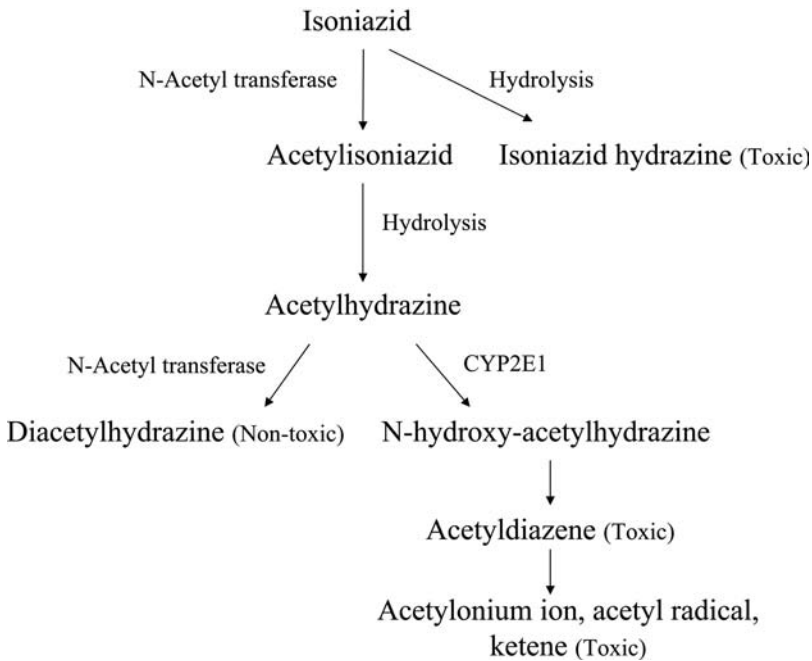 Isoniazid
N-Acetyl transferase
Hydrolysis
Acetylisoniazid
Isoniazid hydrazine (Toxic)
Hydrolysis
Acetylhydrazine
N-Acetyl transferase
CYP2E1
Diacetylhydrazine (Non-toxic)
N-hydroxy-acetylhydrazine
Acetyldiazene (Toxic)
Acetylonium ion, acetyl radical,
ketene (Toxic)